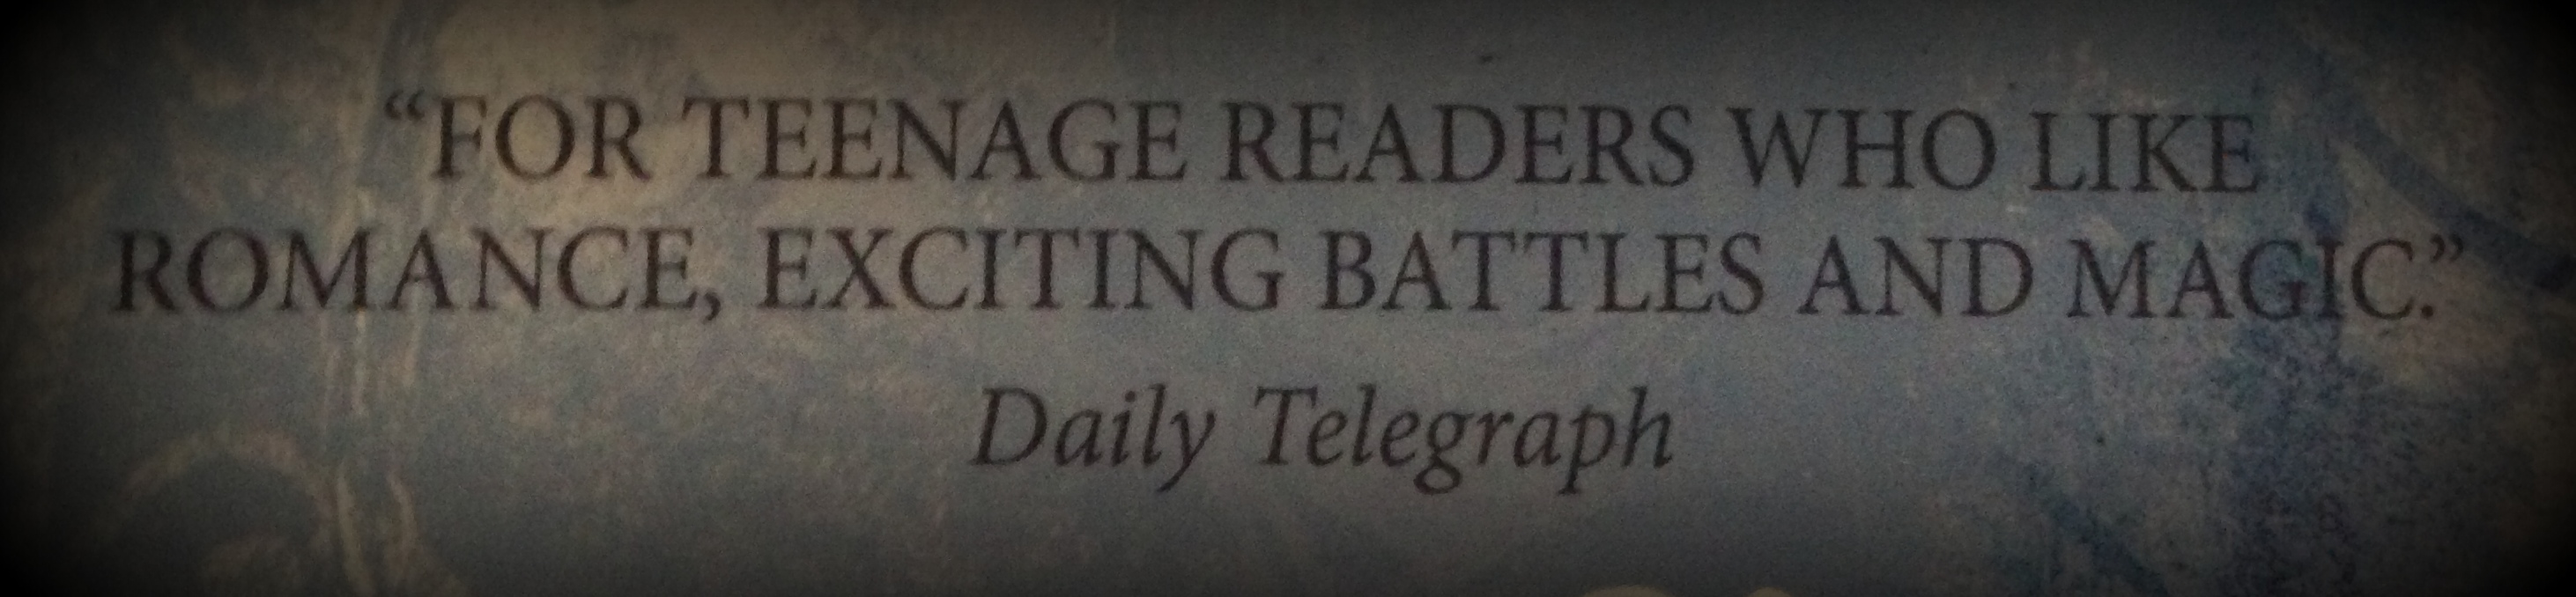 “FOR TEENAGE READERS WHO LIKE
ROMANCE, EXCITING BATTLES AND MAGIC.”
Daily Telegraph